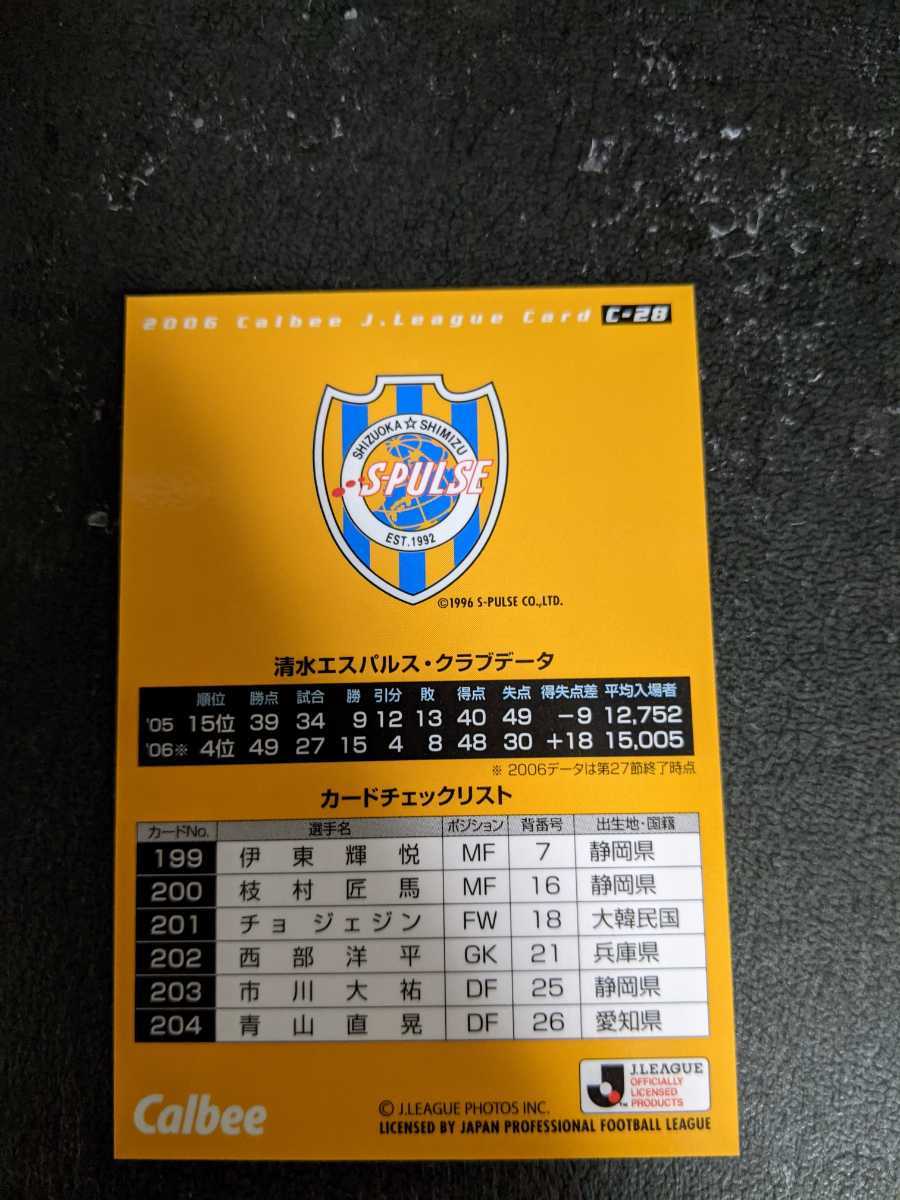 2006 Calbee J.League Card C-28
SHIZUOKA☆SHIMIZU
S-PULSE
EST.1992
©1996 S-PULSE CO.,LTD.
清水エスパルス・クラブデータ
順位 勝点 試合 勝 引分 敗 得点 失点 得失点差 平均入場者
'05 15位 39 34 9 12 13 40 49 −9 12,752
'06※ 4位 49 27 15 4 8 48 30 +18 15,005
※ 2006データは第27節終了時点
カードチェックリスト
カードNo. 選手名 ポジション 背番号 出生地・国籍
199 伊東輝悦 MF 7 静岡県
200 枝村匠馬 MF 16 静岡県
201 チョ ジェジン FW 18 大韓民国
202 西部洋平 GK 21 兵庫県
203 市川大祐 DF 25 静岡県
204 青山直晃 DF 26 愛知県
Calbee
© J.LEAGUE PHOTOS INC.
LICENSED BY JAPAN PROFESSIONAL FOOTBALL LEAGUE
J.LEAGUE
OFFICIALLY
LICENSED
PRODUCTS
TM